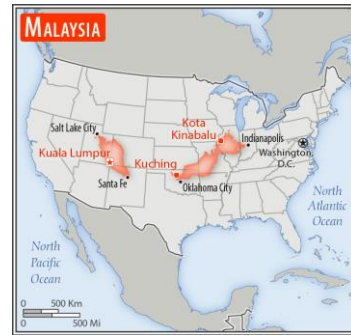 MALAYSIA
Kota
Kinabalu
Salt Lake City
Indianapolis
Kuala Lumpur
Kuching
Washington,
D.C.
Santa Fe
Oklahoma City
North
Pacific
Ocean
North
Atlantic
Ocean
0 500 Km
0 500 Mi